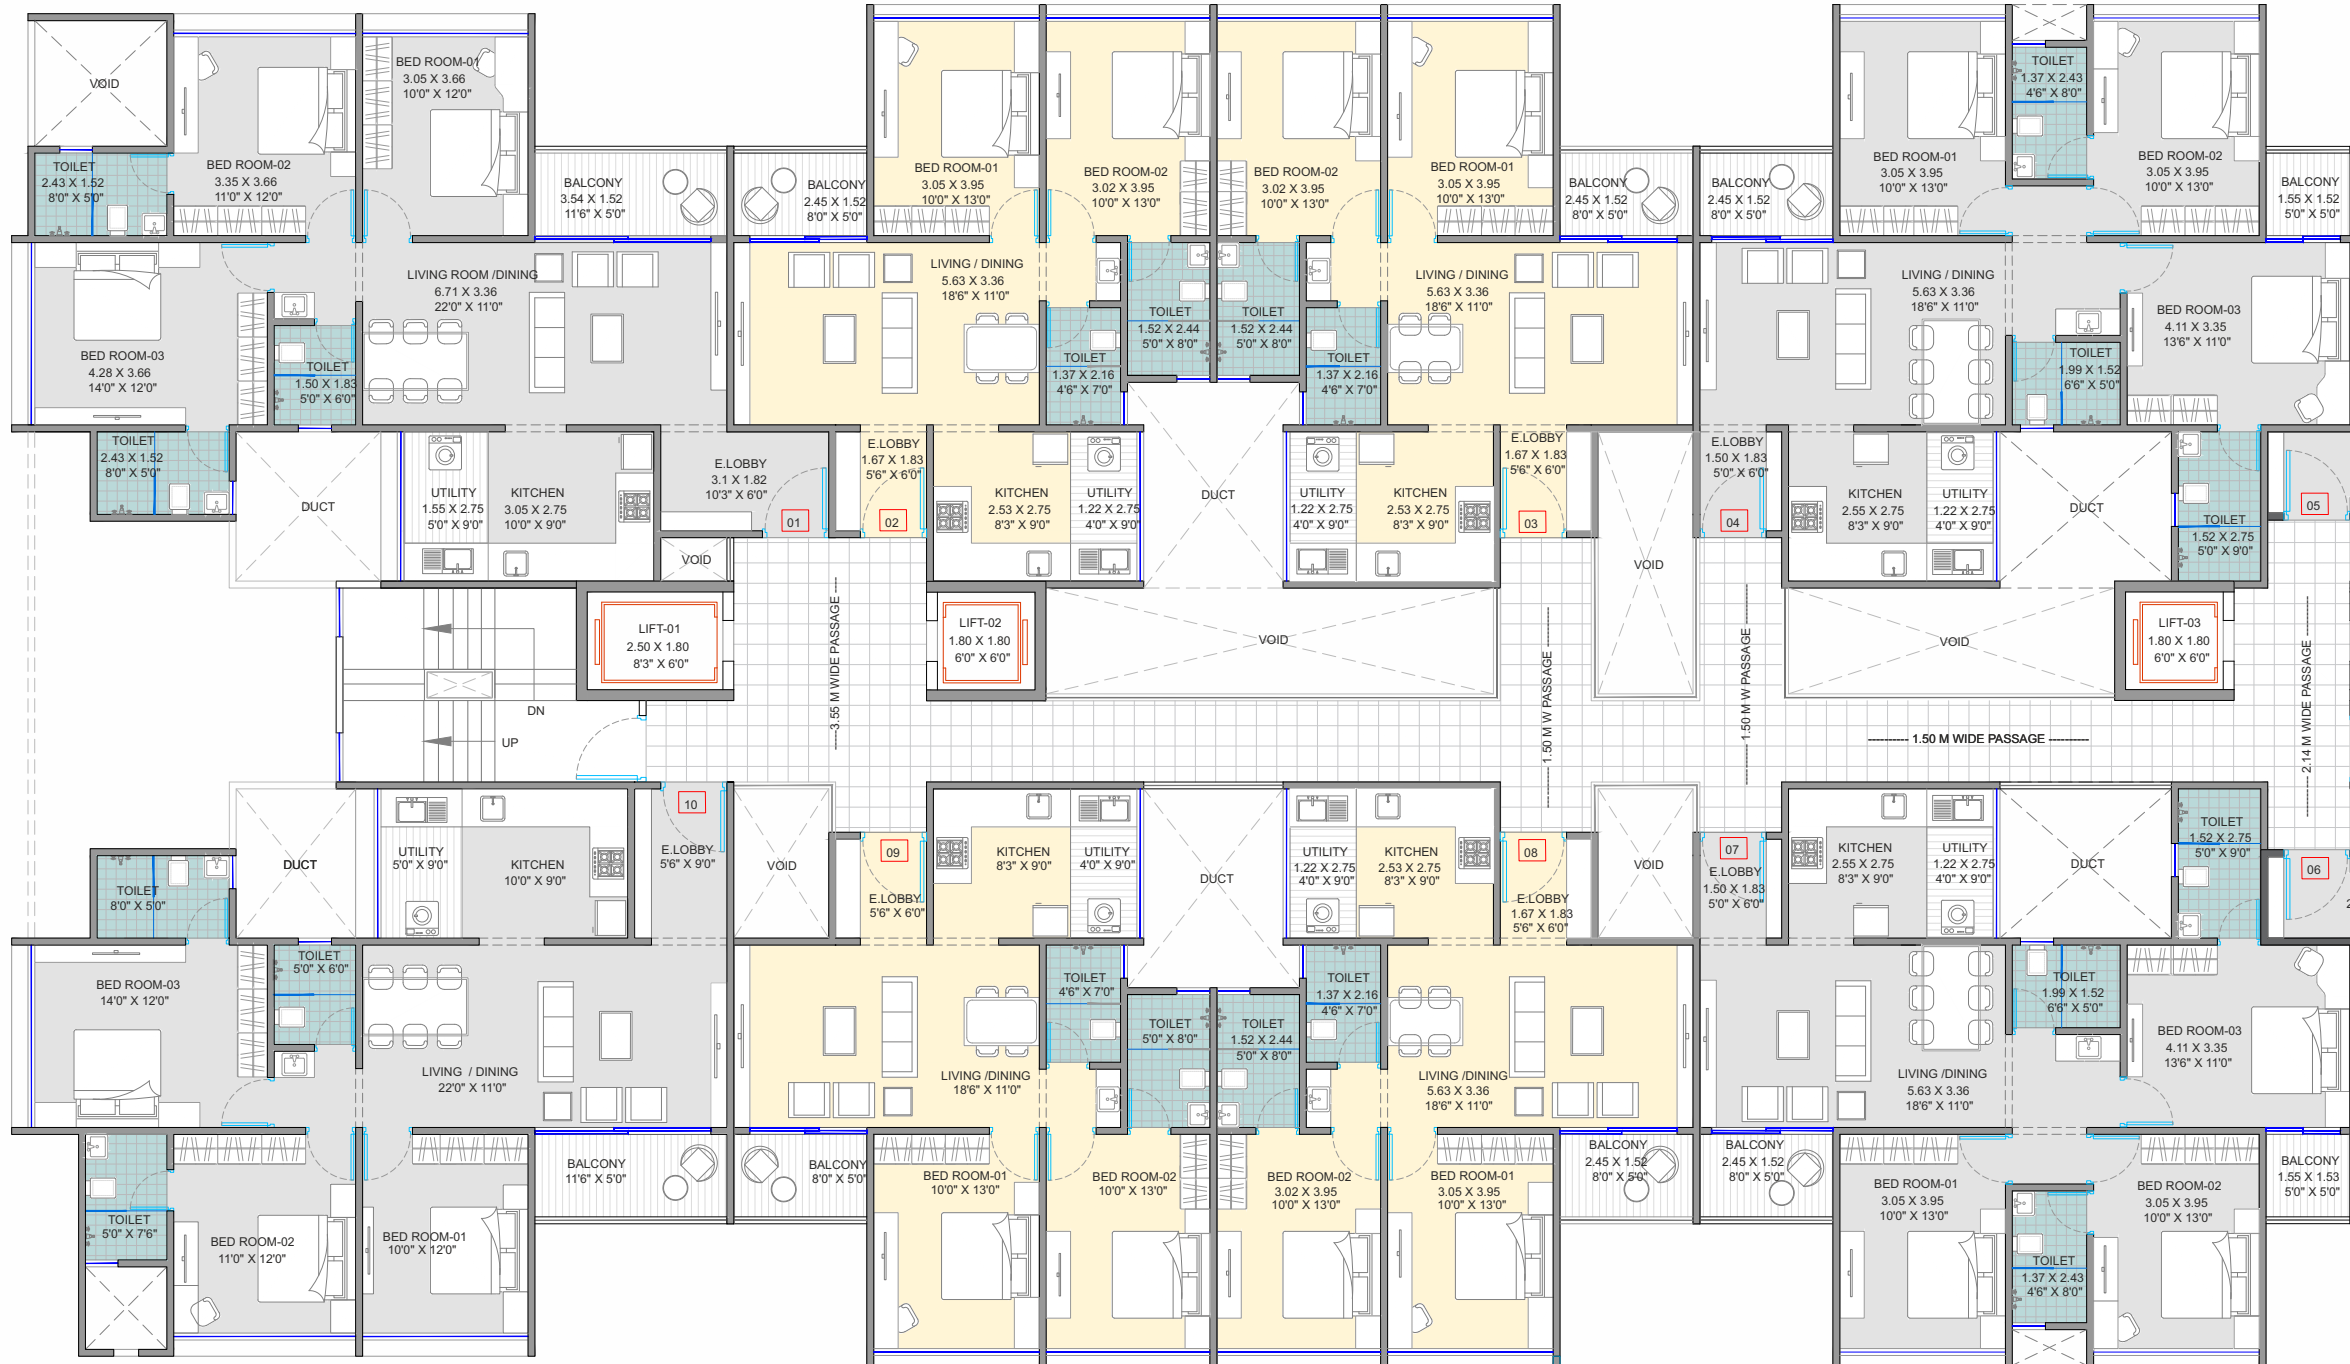 VOID
BED ROOM-01
3.05 X 3.66
10'0" X 12'0"
TOILET
2.43 X 1.52
8'0" X 5'0"
BED ROOM-02
3.35 X 3.66
11'0" X 12'0"
BALCONY
3.54 X 1.52
11'6" X 5'0"
BALCONY
2.45 X 1.52
8'0" X 5'0"
BED ROOM-01
3.05 X 3.95
10'0" X 13'0"
BED ROOM-02
3.02 X 3.95
10'0" X 13'0"
BED ROOM-02
3.02 X 3.95
10'0" X 13'0"
BED ROOM-01
3.05 X 3.95
10'0" X 13'0"
BALCONY
2.45 X 1.52
8'0" X 5'0"
BALCONY
2.45 X 1.52
8'0" X 5'0"
BED ROOM-01
3.05 X 3.95
10'0" X 13'0"
TOILET
1.37 X 2.43
4'6" X 8'0"
BED ROOM-02
3.05 X 3.95
10'0" X 13'0"
BALCONY
1.55 X 1.52
5'0" X 5'0"
BED ROOM-03
4.28 X 3.66
14'0" X 12'0"
TOILET
1.50 X 1.83
5'0" X 6'0"
LIVING ROOM /DINING
6.71 X 3.36
22'0" X 11'0"
LIVING / DINING
5.63 X 3.36
18'6" X 11'0"
TOILET
1.37 X 2.16
4'6" X 7'0"
TOILET
1.52 X 2.44
5'0" X 8'0"
TOILET
1.52 X 2.44
5'0" X 8'0"
TOILET
1.37 X 2.16
4'6" X 7'0"
LIVING / DINING
5.63 X 3.36
18'6" X 11'0"
LIVING / DINING
5.63 X 3.36
18'6" X 11'0"
TOILET
1.99 X 1.52
6'6" X 5'0"
BED ROOM-03
4.11 X 3.35
13'6" X 11'0"
TOILET
2.43 X 1.52
8'0" X 5'0"
DUCT
UTILITY
1.55 X 2.75
5'0" X 9'0"
KITCHEN
3.05 X 2.75
10'0" X 9'0"
E.LOBBY
3.1 X 1.82
10'3" X 6'0"
01
E.LOBBY
1.67 X 1.83
5'6" X 6'0"
02
KITCHEN
2.53 X 2.75
8'3" X 9'0"
UTILITY
1.22 X 2.75
4'0" X 9'0"
DUCT
UTILITY
1.22 X 2.75
4'0" X 9'0"
KITCHEN
2.53 X 2.75
8'3" X 9'0"
E.LOBBY
1.67 X 1.83
5'6" X 6'0"
03
VOID
E.LOBBY
1.50 X 1.83
5'0" X 6'0"
04
KITCHEN
2.55 X 2.75
8'3" X 9'0"
UTILITY
1.22 X 2.75
4'0" X 9'0"
DUCT
TOILET
1.52 X 2.75
5'0" X 9'0"
05
VOID
LIFT-01
2.50 X 1.80
8'3" X 6'0"
----3.55 M WIDE PASSAGE ----
LIFT-02
1.80 X 1.80
6'0" X 6'0"
VOID
-----1.50 M W PASSAGE -----
-----1.50 M W PASSAGE -----
VOID
LIFT-03
1.80 X 1.80
6'0" X 6'0"
DN
UP
---------- 1.50 M WIDE PASSAGE ----------
------ 2.14 M WIDE PASSAGE ------
DUCT
UTILITY
5'0" X 9'0"
KITCHEN
10'0" X 9'0"
10
E.LOBBY
5'6" X 9'0"
VOID
09
E.LOBBY
5'6" X 6'0"
KITCHEN
8'3" X 9'0"
UTILITY
4'0" X 9'0"
DUCT
UTILITY
1.22 X 2.75
4'0" X 9'0"
KITCHEN
2.53 X 2.75
8'3" X 9'0"
08
E.LOBBY
1.67 X 1.83
5'6" X 6'0"
VOID
07
E.LOBBY
1.50 X 1.83
5'0" X 6'0"
KITCHEN
2.55 X 2.75
8'3" X 9'0"
UTILITY
1.22 X 2.75
4'0" X 9'0"
DUCT
TOILET
1.52 X 2.75
5'0" X 9'0"
06
TOILET
8'0" X 5'0"
BED ROOM-03
14'0" X 12'0"
TOILET
5'0" X 6'0"
LIVING / DINING
22'0" X 11'0"
LIVING /DINING
18'6" X 11'0"
TOILET
4'6" X 7'0"
TOILET
5'0" X 8'0"
TOILET
1.52 X 2.44
5'0" X 8'0"
TOILET
1.37 X 2.16
4'6" X 7'0"
LIVING /DINING
5.63 X 3.36
18'6" X 11'0"
LIVING /DINING
5.63 X 3.36
18'6" X 11'0"
TOILET
1.99 X 1.52
6'6" X 5'0"
BED ROOM-03
4.11 X 3.35
13'6" X 11'0"
TOILET
5'0" X 7'6"
BED ROOM-02
11'0" X 12'0"
BED ROOM-01
10'0" X 12'0"
BALCONY
11'6" X 5'0"
BALCONY
8'0" X 5'0"
BED ROOM-01
10'0" X 13'0"
BED ROOM-02
10'0" X 13'0"
BED ROOM-02
3.02 X 3.95
10'0" X 13'0"
BED ROOM-01
3.05 X 3.95
10'0" X 13'0"
BALCONY
2.45 X 1.52
8'0" X 5'0"
BALCONY
2.45 X 1.52
8'0" X 5'0"
BED ROOM-01
3.05 X 3.95
10'0" X 13'0"
TOILET
1.37 X 2.43
4'6" X 8'0"
BED ROOM-02
3.05 X 3.95
10'0" X 13'0"
BALCONY
1.55 X 1.53
5'0" X 5'0"